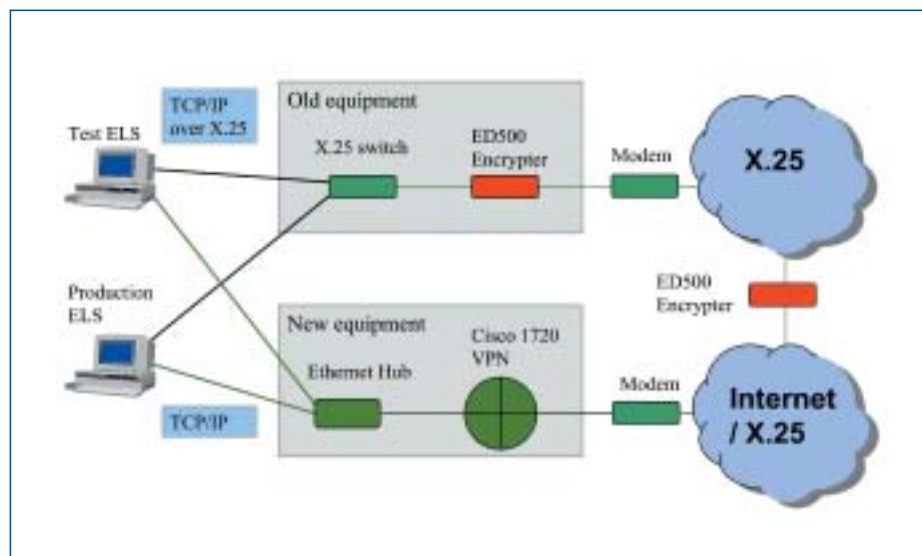 TCP/IP
over X.25
Old equipment
Test ELS
X.25 switch
ED500
Encrypter
Modem
X.25
ED500
Encrypter
Production
ELS
New equipment
Cisco 1720
VPN
Ethernet Hub
Modem
Internet
/ X.25
TCP/IP